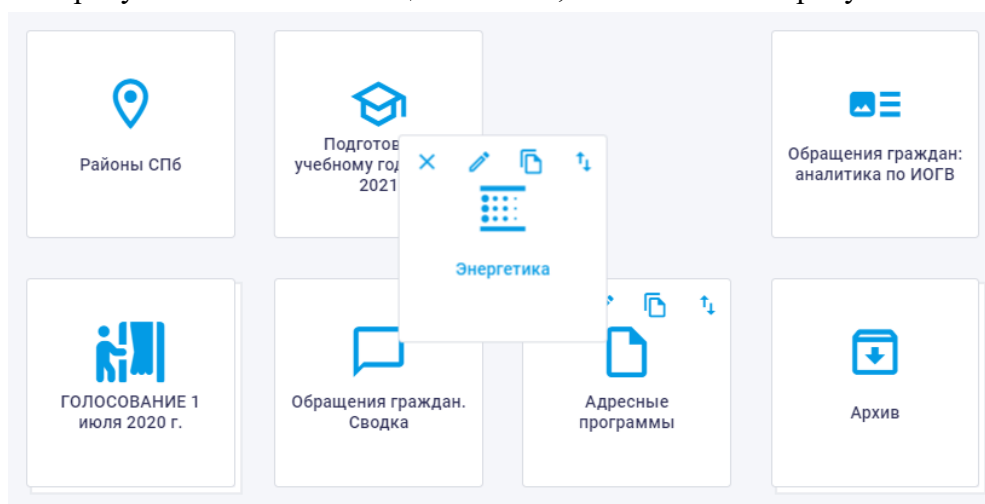 Районы СПб
Подготов
учебному го
2021
Обращения граждан:
аналитика по ИОГВ
Энергетика
ГОЛОСОВАНИЕ 1
июля 2020 г.
Обращения граждан.
Сводка
Адресные
программы
Архив